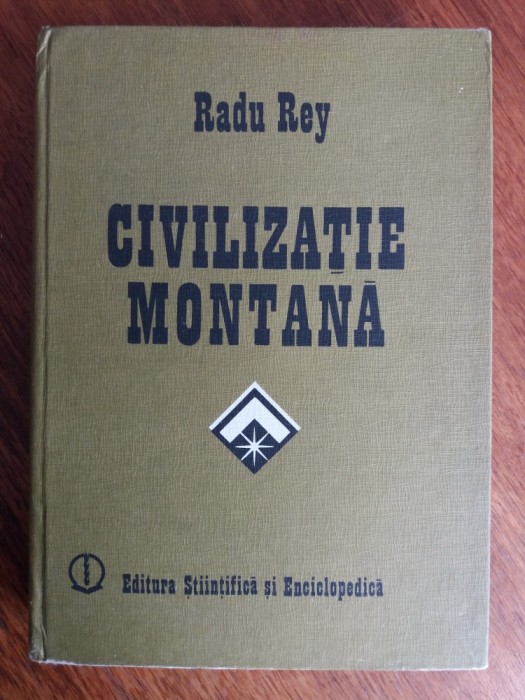 Radu Rey
CIVILIZAȚIE
MONTANĂ
Editura Științifică și Enciclopedică